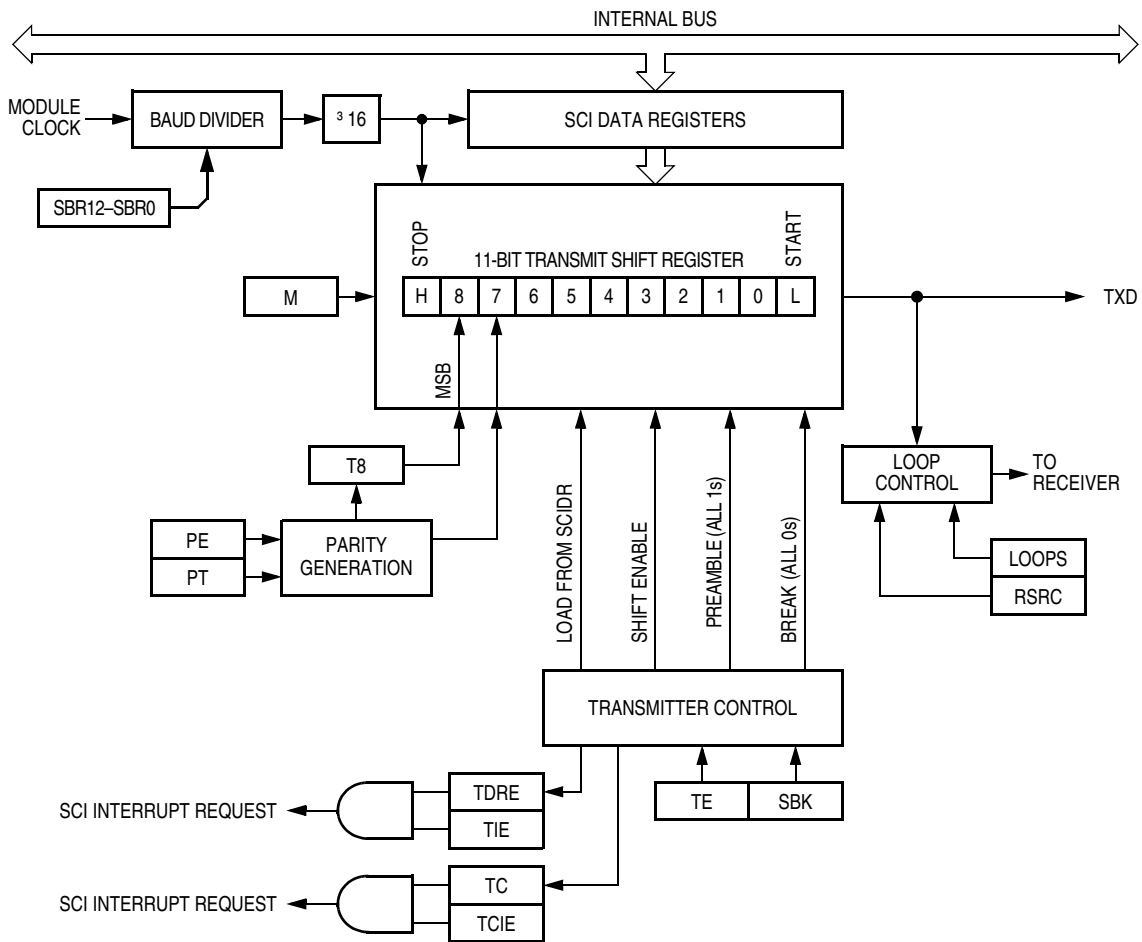 INTERNAL BUS
MODULE
CLOCK
BAUD DIVIDER
³ 16
SCI DATA REGISTERS
SBR12–SBR0
STOP
11-BIT TRANSMIT SHIFT REGISTER
START
M
H 8 7 6 5 4 3 2 1 0 L
TXD
MSB
T8
LOOP
CONTROL
TO
RECEIVER
PE
PT
PARITY
GENERATION
LOAD FROM SCIDR
SHIFT ENABLE
PREAMBLE (ALL 1s)
BREAK (ALL 0s)
LOOPS
RSRC
TRANSMITTER CONTROL
TE
SBK
SCI INTERRUPT REQUEST
TDRE
TIE
SCI INTERRUPT REQUEST
TC
TCIE